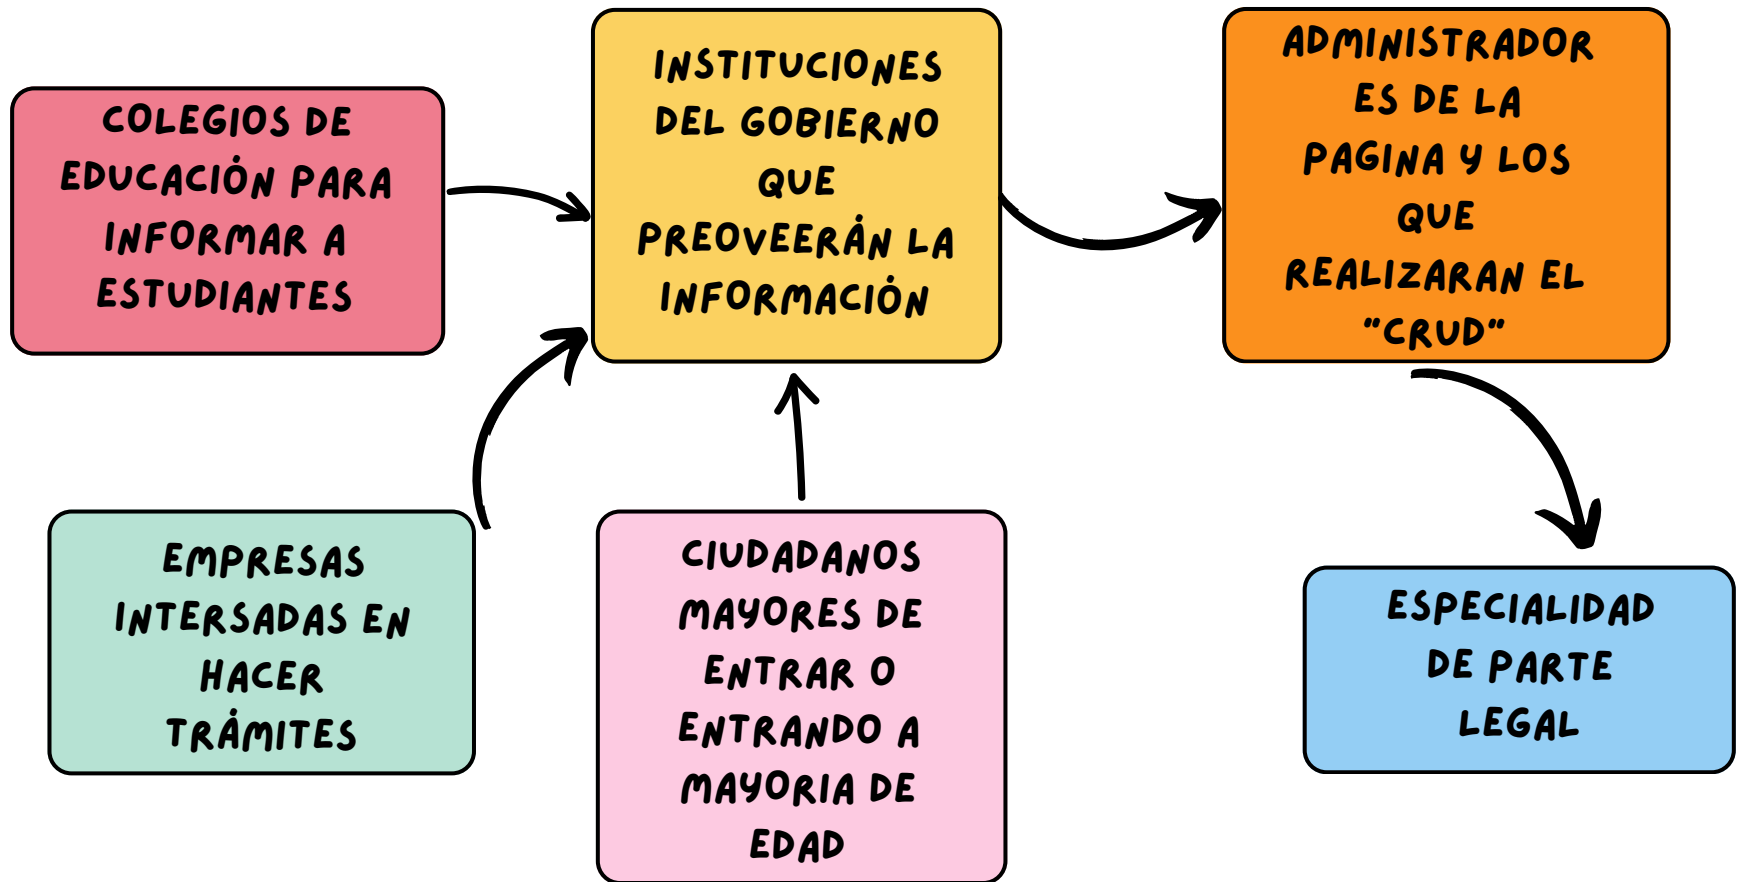 COLEGIOS DE
EDUCACIÓN PARA
INFORMAR A
ESTUDIANTES
INSTITUCIONES
DEL GOBIERNO
QUE
PREOVEERÁN LA
INFORMACIÓN
ADMINISTRADOR
ES DE LA
PAGINA Y LOS
QUE
REALIZARAN EL
"CRUD"
EMPRESAS
INTERSADAS EN
HACER
TRÁMITES
CIUDADANOS
MAYORES DE
ENTRAR O
ENTRANDO A
MAYORIA DE
EDAD
ESPECIALIDAD
DE PARTE
LEGAL